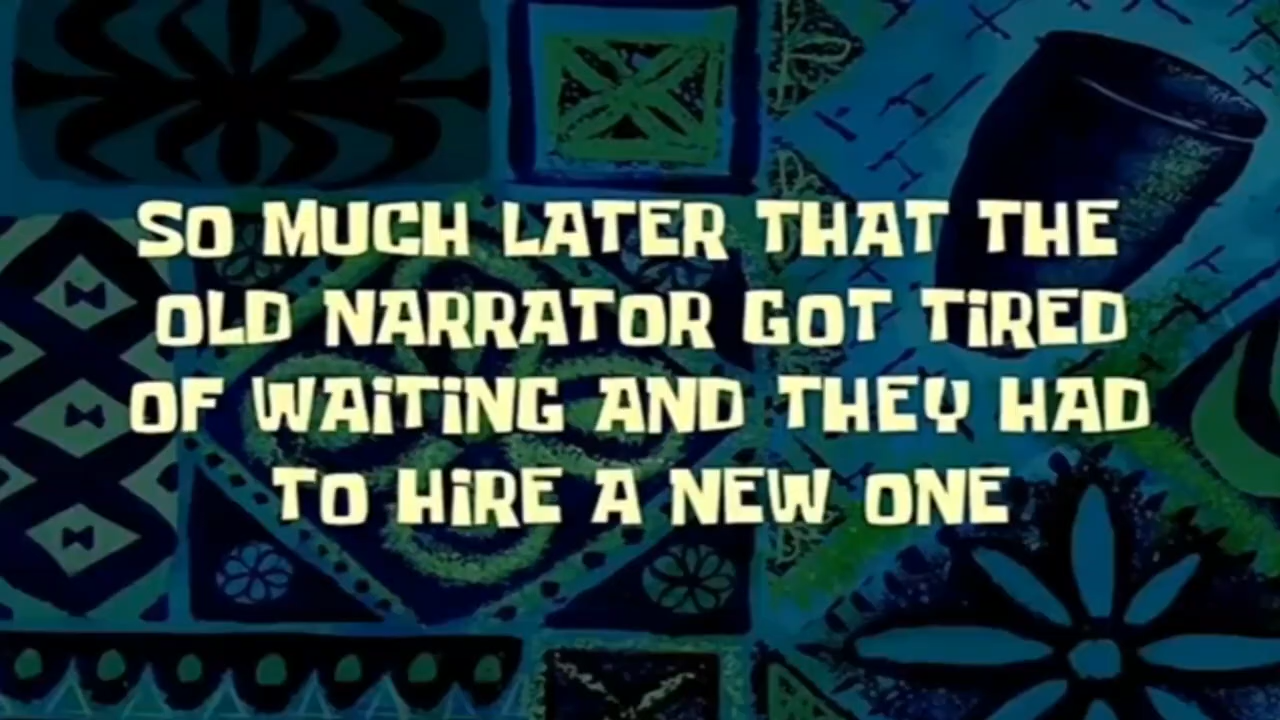 SO MUCH LATER THAT THE
OLD NARRATOR GOT TiRED
OF WAiTiNG AND THEY HAD
TO HiRE A NEW ONE